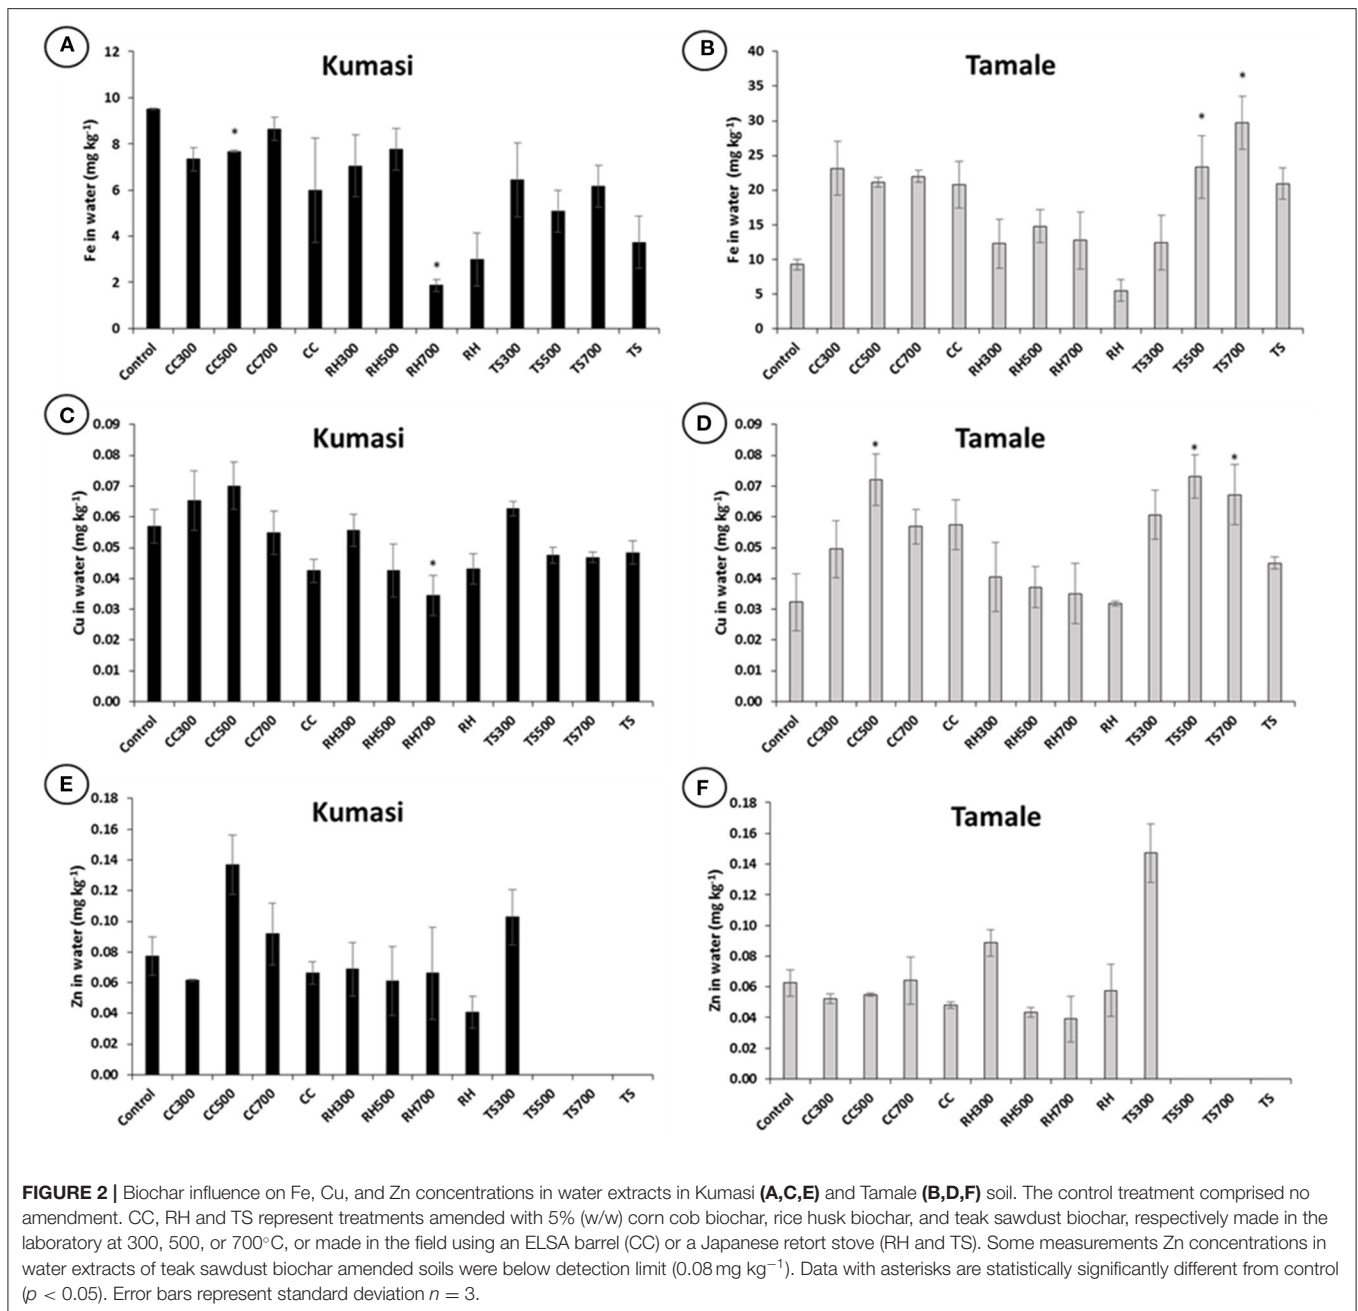 A
Kumasi
Fe in water (mg kg⁻¹)
12
10
8
6
4
2
0
*
*
Control
CC300
CC500
CC700
CC
RH300
RH500
RH700
RH
TS300
TS500
TS700
TS
B
Tamale
Fe in water (mg kg⁻¹)
40
35
30
25
20
15
10
5
0
*
*
Control
CC300
CC500
CC700
CC
RH300
RH500
RH700
RH
TS300
TS500
TS700
TS
C
Kumasi
Cu in water (mg kg⁻¹)
0.09
0.08
0.07
0.06
0.05
0.04
0.03
0.02
0.01
0.00
*
Control
CC300
CC500
CC700
CC
RH300
RH500
RH700
RH
TS300
TS500
TS700
TS
D
Tamale
Cu in water (mg kg⁻¹)
0.09
0.08
0.07
0.06
0.05
0.04
0.03
0.02
0.01
0.00
*
*
*
Control
CC300
CC500
CC700
CC
RH300
RH500
RH700
RH
TS300
TS500
TS700
TS
E
Kumasi
Zn in water (mg kg⁻¹)
0.18
0.16
0.14
0.12
0.10
0.08
0.06
0.04
0.02
0.00
Control
CC300
CC500
CC700
CC
RH300
RH500
RH700
RH
TS300
TS500
TS700
TS
F
Tamale
Zn in water (mg kg⁻¹)
0.18
0.16
0.14
0.12
0.10
0.08
0.06
0.04
0.02
0.00
Control
CC300
CC500
CC700
CC
RH300
RH500
RH700
RH
TS300
TS500
TS700
TS
FIGURE 2 | Biochar influence on Fe, Cu, and Zn concentrations in water extracts in Kumasi (A,C,E) and Tamale (B,D,F) soil. The control treatment comprised no
amendment. CC, RH and TS represent treatments amended with 5% (w/w) corn cob biochar, rice husk biochar, and teak sawdust biochar, respectively made in the
laboratory at 300, 500, or 700°C, or made in the field using an ELSA barrel (CC) or a Japanese retort stove (RH and TS). Some measurements Zn concentrations in
water extracts of teak sawdust biochar amended soils were below detection limit (0.08 mg kg⁻¹). Data with asterisks are statistically significantly different from control
(p < 0.05). Error bars represent standard deviation n = 3.